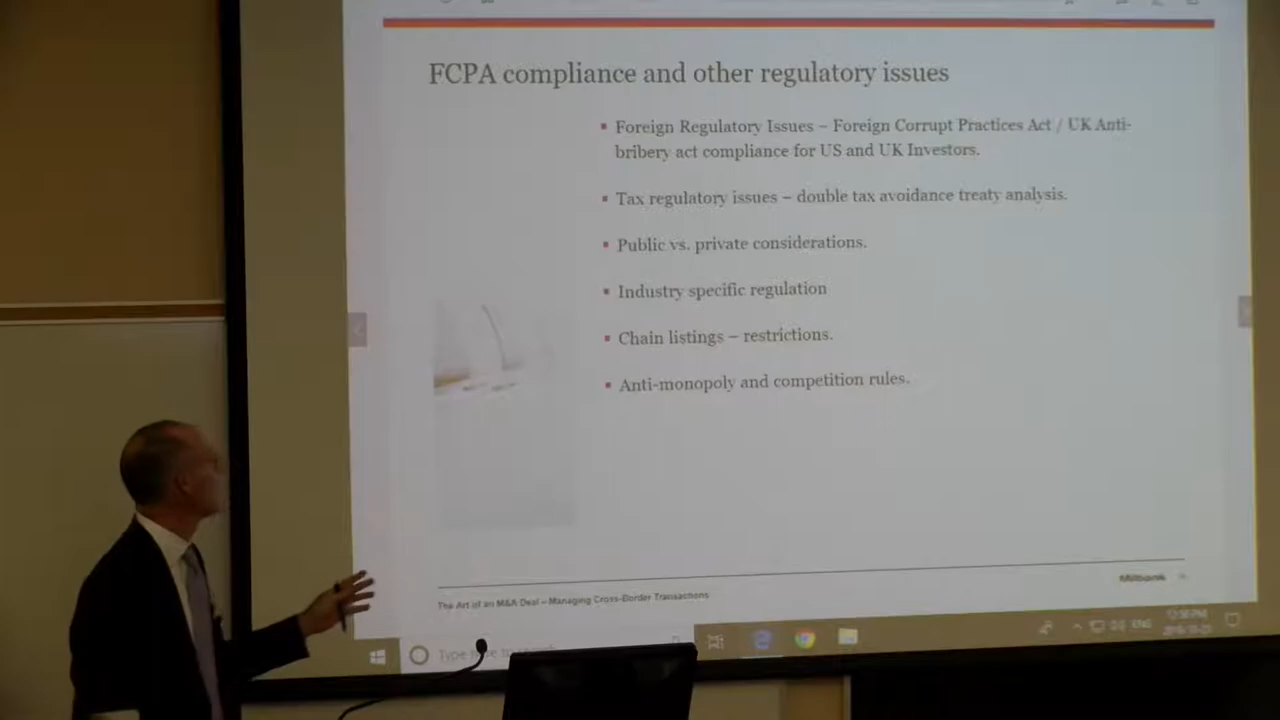 FCPA compliance and other regulatory issues
▪ Foreign Regulatory Issues – Foreign Corrupt Practices Act / UK Anti-
bribery act compliance for US and UK Investors.
▪ Tax regulatory issues – double tax avoidance treaty analysis.
▪ Public vs. private considerations.
▪ Industry specific regulation
▪ Chain listings – restrictions.
▪ Anti-monopoly and competition rules.
Milbank
The Art of an M&A Deal – Managing Cross-Border Transactions
ENG